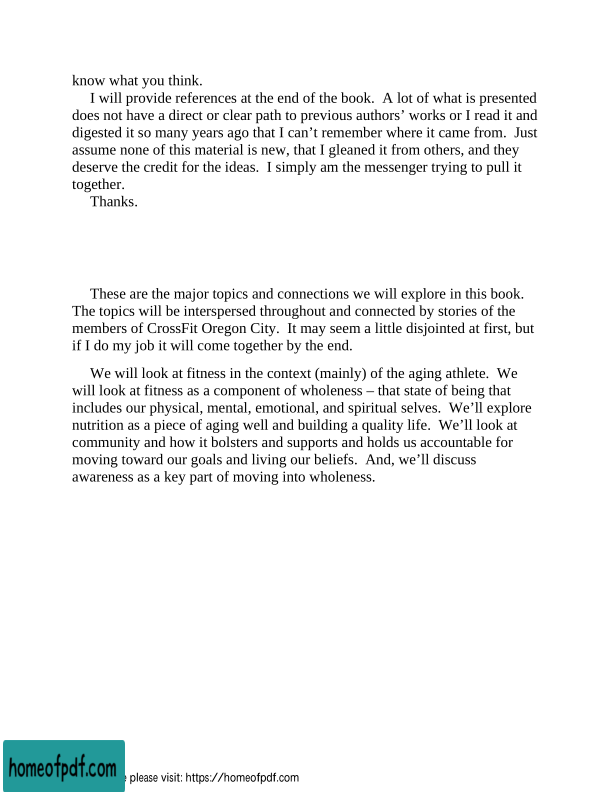 know what you think.
I will provide references at the end of the book.  A lot of what is presented
does not have a direct or clear path to previous authors’ works or I read it and
digested it so many years ago that I can’t remember where it came from.  Just
assume none of this material is new, that I gleaned it from others, and they
deserve the credit for the ideas.  I simply am the messenger trying to pull it
together.
Thanks.
These are the major topics and connections we will explore in this book.
The topics will be interspersed throughout and connected by stories of the
members of CrossFit Oregon City.  It may seem a little disjointed at first, but
if I do my job it will come together by the end.
We will look at fitness in the context (mainly) of the aging athlete.  We
will look at fitness as a component of wholeness – that state of being that
includes our physical, mental, emotional, and spiritual selves.  We’ll explore
nutrition as a piece of aging well and building a quality life.  We’ll look at
community and how it bolsters and supports and holds us accountable for
moving toward our goals and living our beliefs.  And, we’ll discuss
awareness as a key part of moving into wholeness.
homeofpdf.com
please visit: https://homeofpdf.com